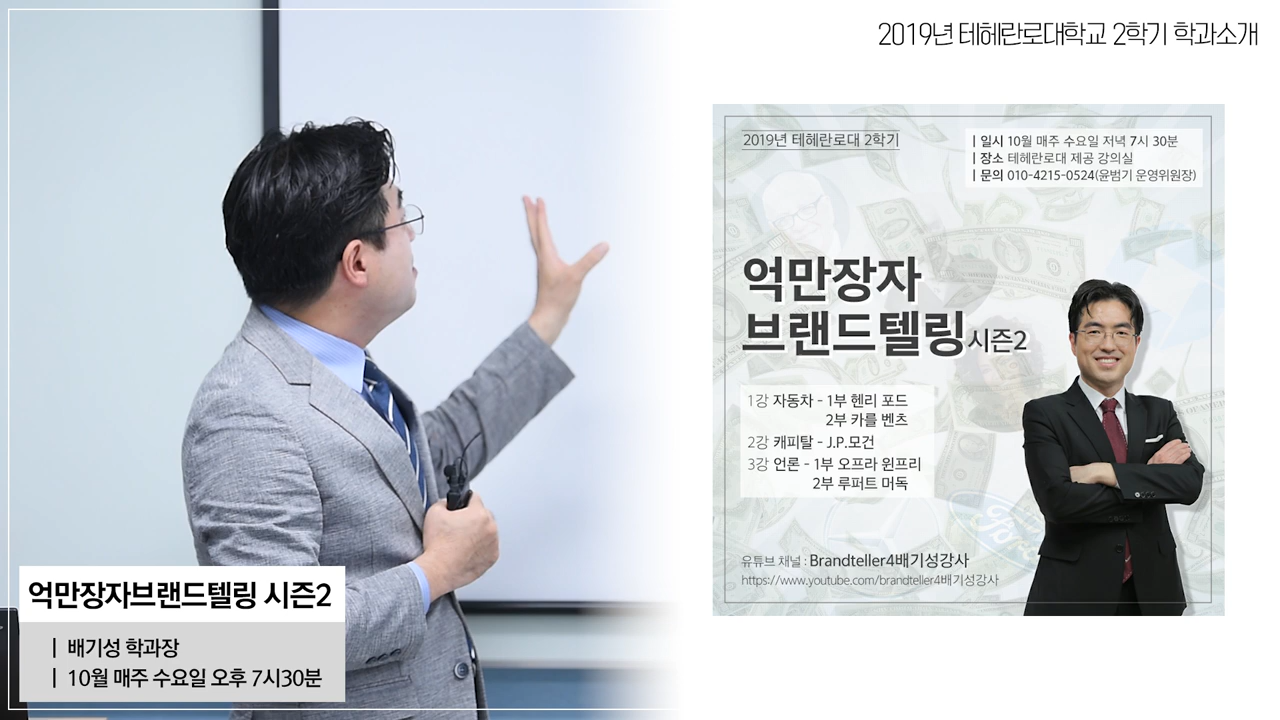 2019년 테헤란로대학교 2학기 학과소개
2019년 테헤란로대 2학기
| 일시 10월 매주 수요일 저녁 7시 30분
| 장소 테헤란로대 제공 강의실
| 문의 010-4215-0524(윤범기 운영위원장)
억만장자
브랜드텔링시즌2
1강 자동차 - 1부 헨리 포드
2부 카를 벤츠
2강 캐피탈 - J.P.모건
3강 언론 - 1부 오프라 윈프리
2부 루퍼트 머독
유튜브 채널 : Brandteller4배기성강사
https://www.youtube.com/brandteller4배기성강사
억만장자브랜드텔링 시즌2
| 배기성 학과장
| 10월 매주 수요일 오후 7시30분